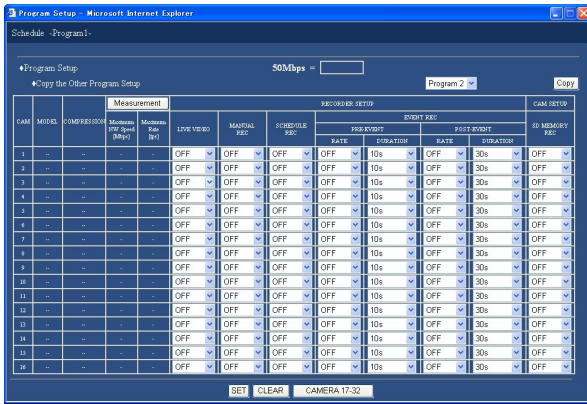 Program Setup - Microsoft Internet Explorer
Schedule -Program1-
♦Program Setup 50Mbps =
♦Copy the Other Program Setup Program 2 Copy
Measurement RECORDER SETUP CAM SETUP
CAM MODEL COMPRESSION Maximum NW Speed [Mbps] Maximum Rate [ips] LIVE VIDEO MANUAL REC SCHEDULE REC EVENT REC SD MEMORY REC
PRE-EVENT POST-EVENT
RATE DURATION RATE DURATION
1 -- -- - - OFF OFF OFF OFF 10s OFF 30s OFF
2 -- -- - - OFF OFF OFF OFF 10s OFF 30s OFF
3 -- -- - - OFF OFF OFF OFF 10s OFF 30s OFF
4 -- -- - - OFF OFF OFF OFF 10s OFF 30s OFF
5 -- -- - - OFF OFF OFF OFF 10s OFF 30s OFF
6 -- -- - - OFF OFF OFF OFF 10s OFF 30s OFF
7 -- -- - - OFF OFF OFF OFF 10s OFF 30s OFF
8 -- -- - - OFF OFF OFF OFF 10s OFF 30s OFF
9 -- -- - - OFF OFF OFF OFF 10s OFF 30s OFF
10 -- -- - - OFF OFF OFF OFF 10s OFF 30s OFF
11 -- -- - - OFF OFF OFF OFF 10s OFF 30s OFF
12 -- -- - - OFF OFF OFF OFF 10s OFF 30s OFF
13 -- -- - - OFF OFF OFF OFF 10s OFF 30s OFF
14 -- -- - - OFF OFF OFF OFF 10s OFF 30s OFF
15 -- -- - - OFF OFF OFF OFF 10s OFF 30s OFF
16 -- -- - - OFF OFF OFF OFF 10s OFF 30s OFF
SET CLEAR CAMERA 17-32